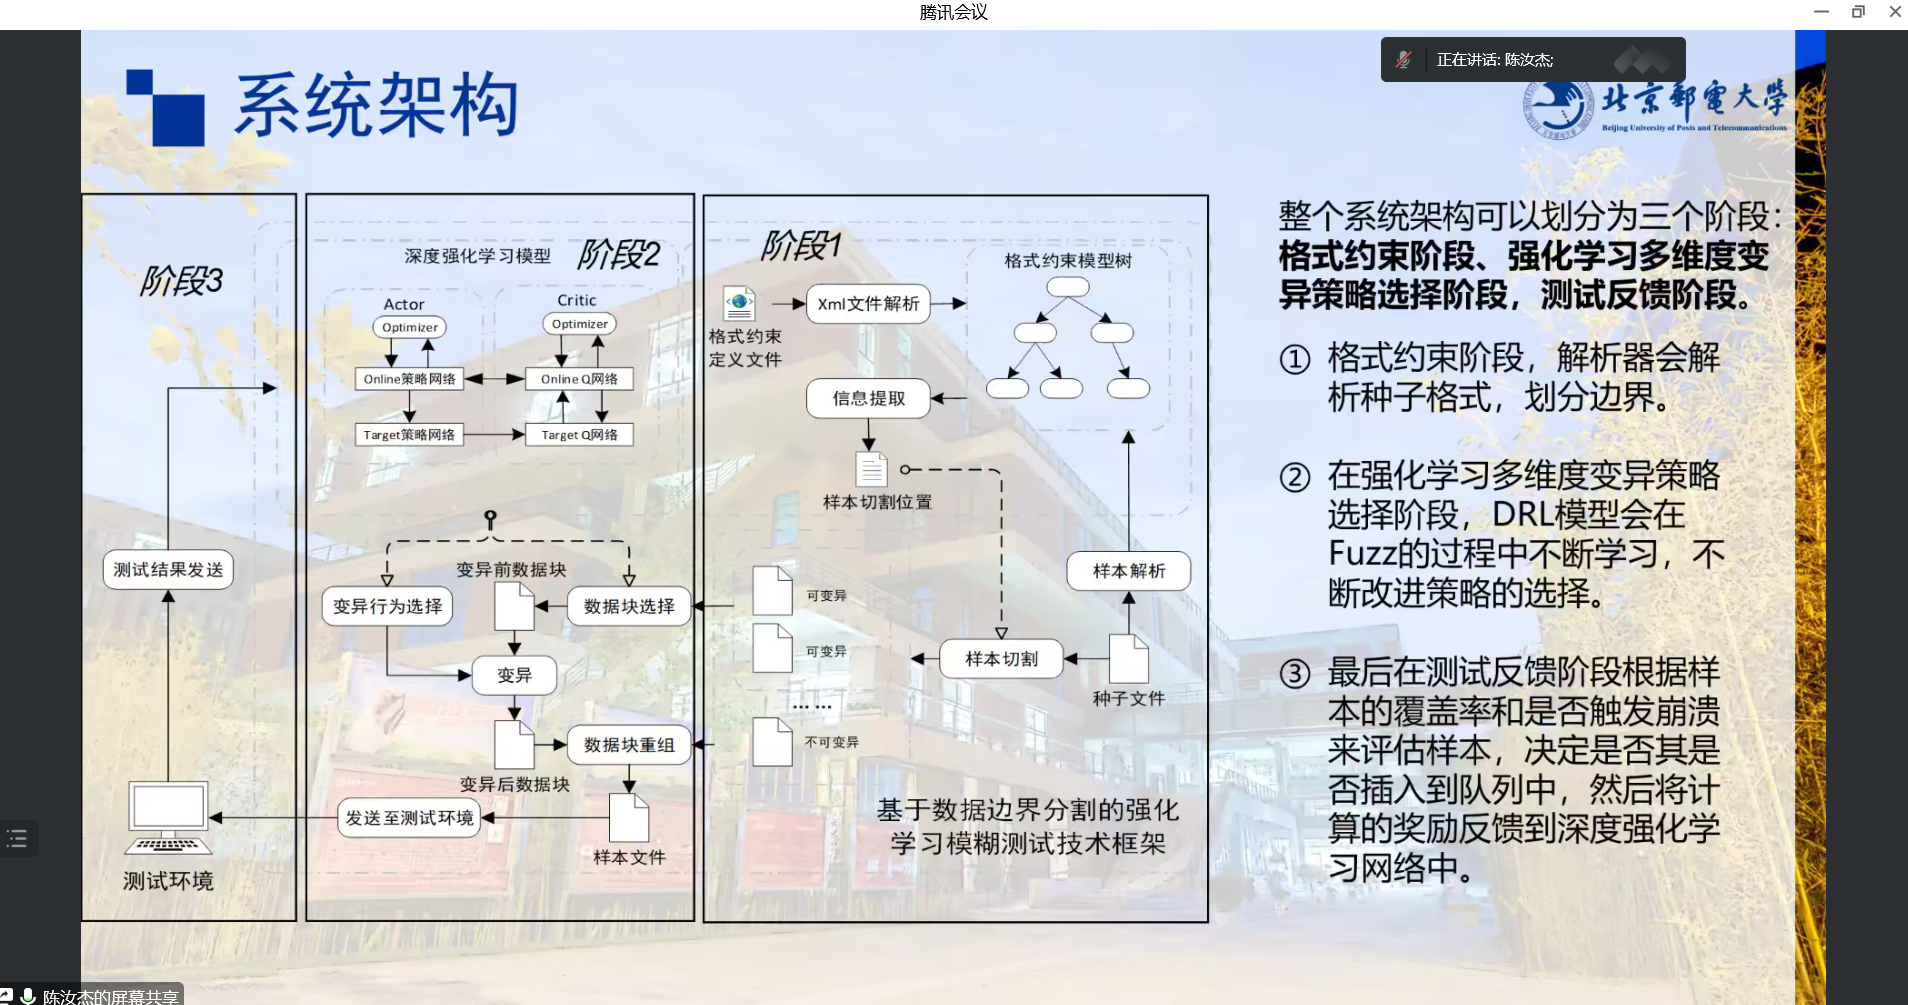 腾讯会议
正在讲话: 陈汝杰;
系统架构
北京邮电大学
Beijing University of Posts and Telecommunications
阶段3
测试结果发送
测试环境
深度强化学习模型
阶段2
Actor
Critic
Optimizer
Optimizer
Online策略网络
Online Q网络
Target策略网络
Target Q网络
变异前数据块
变异行为选择
数据块选择
变异
数据块重组
变异后数据块
发送至测试环境
样本文件
阶段1
格式约束模型树
Xml文件解析
格式约束
定义文件
信息提取
样本切割位置
样本解析
可变异
可变异
样本切割
种子文件
... ...
不可变异
基于数据边界分割的强化
学习模糊测试技术框架
整个系统架构可以划分为三个阶段：
格式约束阶段、强化学习多维度变
异策略选择阶段，测试反馈阶段。
① 格式约束阶段，解析器会解
析种子格式，划分边界。
② 在强化学习多维度变异策略
选择阶段，DRL模型会在
Fuzz的过程中不断学习，不
断改进策略的选择。
③ 最后在测试反馈阶段根据样
本的覆盖率和是否触发崩溃
来评估样本，决定是否其是
否插入到队列中，然后将计
算的奖励反馈到深度强化学
习网络中。
陈汝杰的屏幕共享